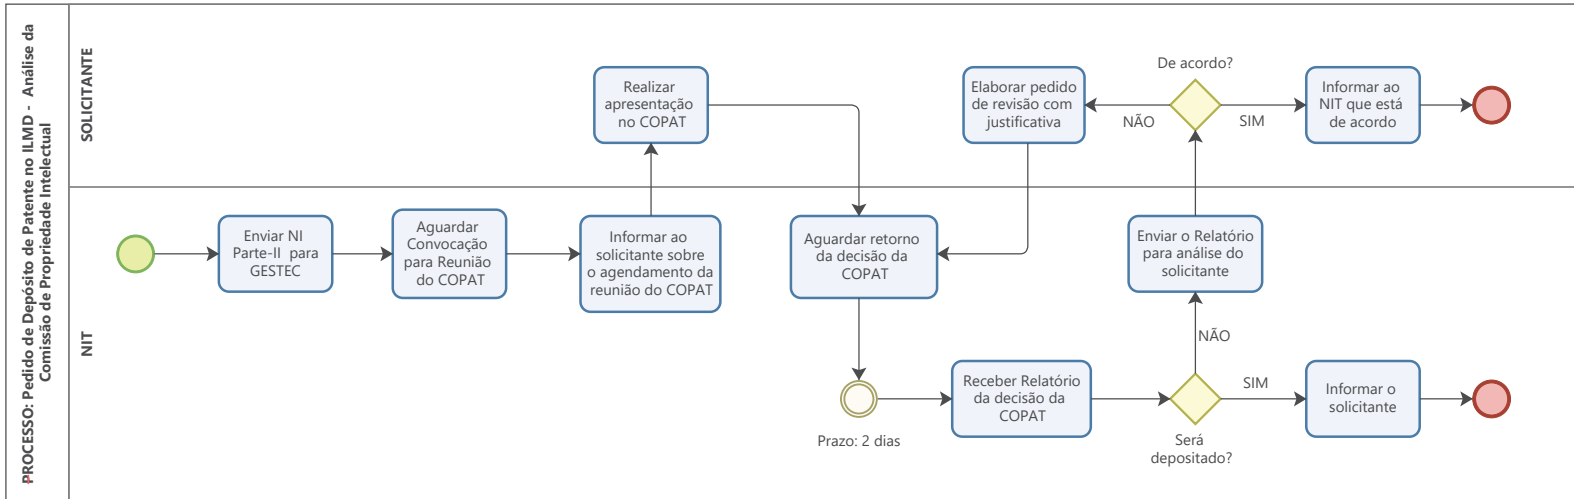 PROCESSO: Pedido de Depósito de Patente no ILMD - Análise da
Comissão de Propriedade Intelectual
SOLICITANTE
Realizar
apresentação
no COPAT
Elaborar pedido
de revisão com
justificativa
De acordo?
NÃO
SIM
Informar ao
NIT que está
de acordo
NIT
Enviar NI
Parte-II para
GESTEC
Aguardar
Convocação
para Reunião
do COPAT
Informar ao
solicitante sobre
o agendamento da
reunião do COPAT
Aguardar retorno
da decisão da
COPAT
Enviar o Relatório
para análise do
solicitante
NÃO
Prazo: 2 dias
Receber Relatório
da decisão da
COPAT
SIM
Será
depositado?
Informar o
solicitante